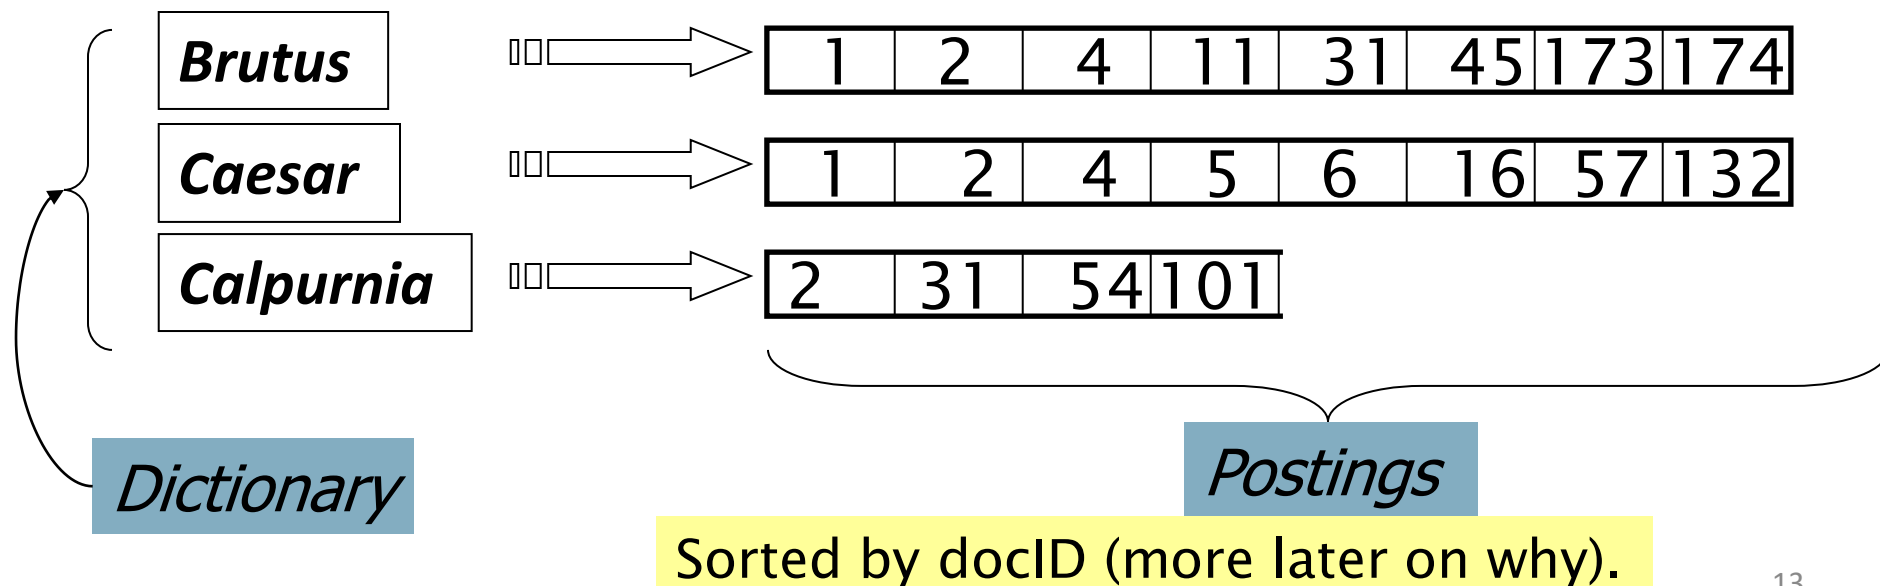 Brutus 1 2 4 11 31 45 173 174
Caesar 1 2 4 5 6 16 57 132
Calpurnia 2 31 54 101
Dictionary Postings
Sorted by docID (more later on why).
13